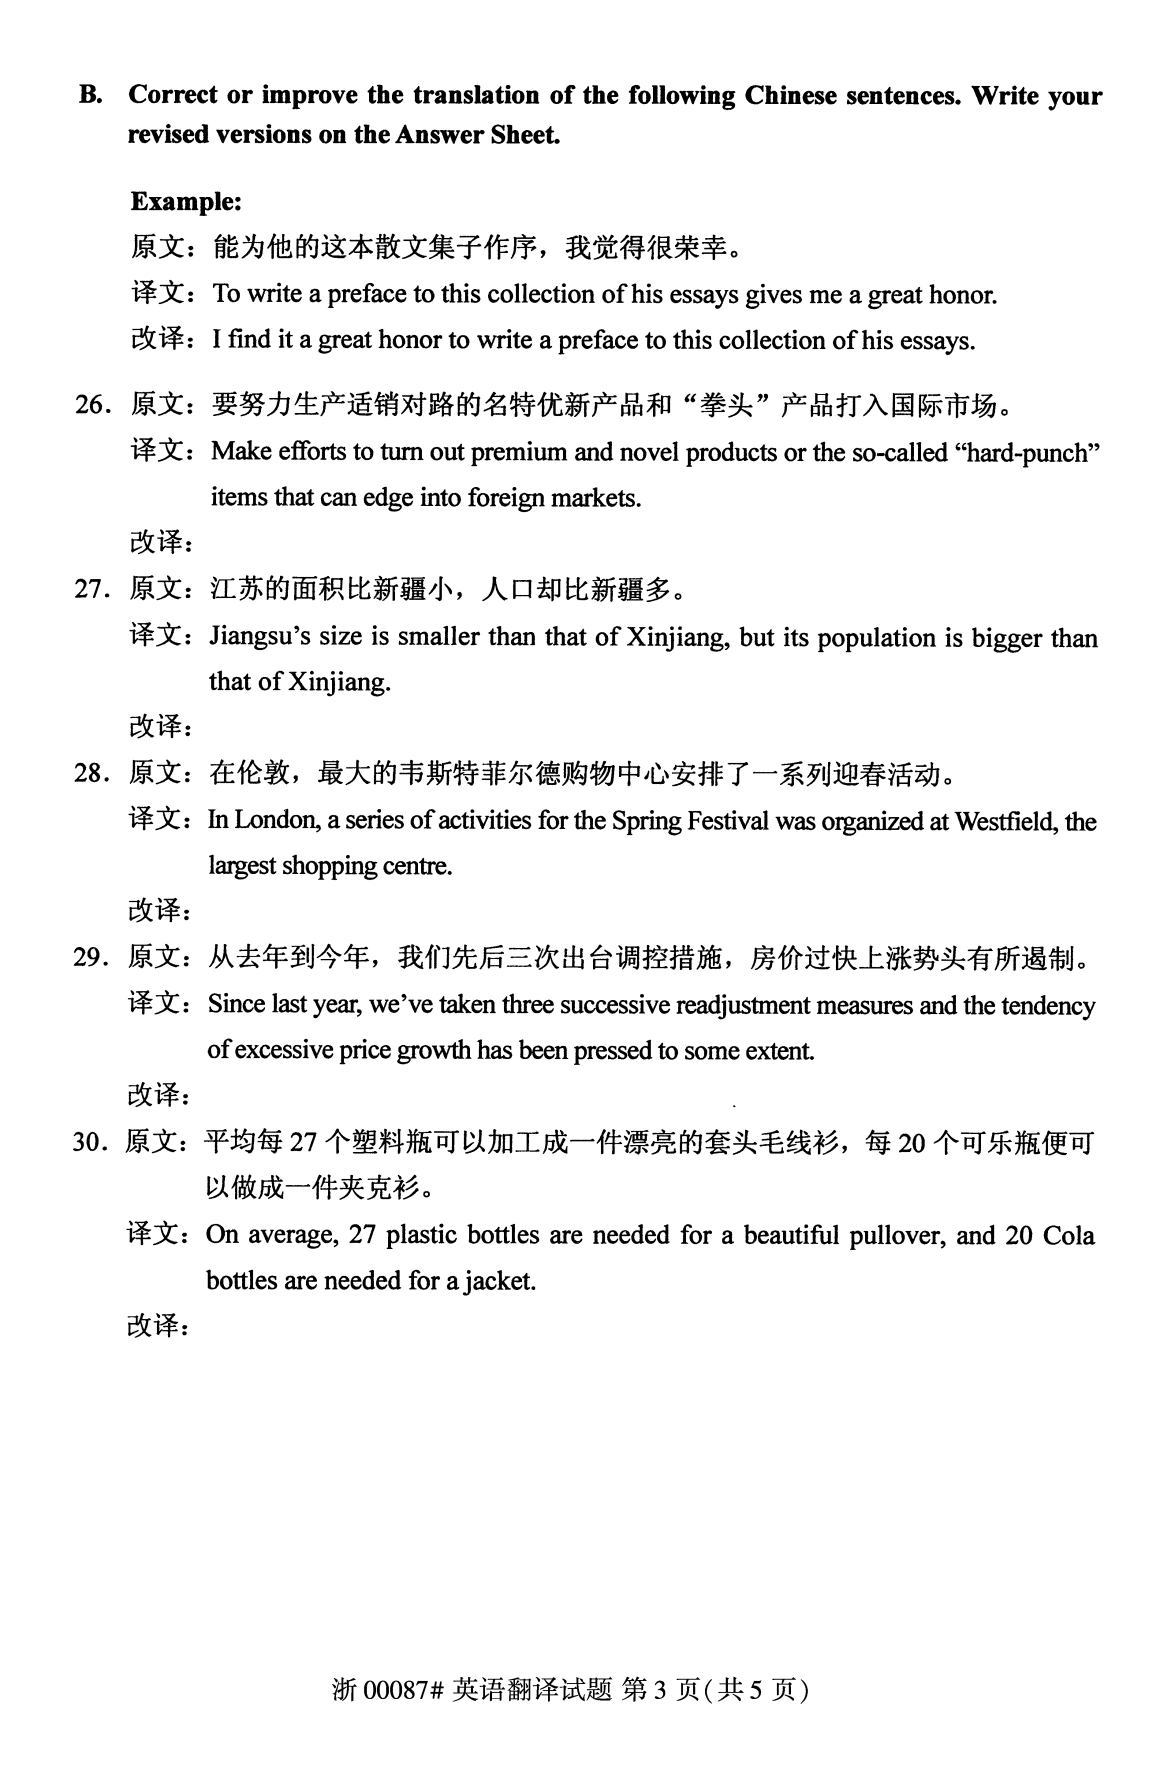 B. Correct or improve the translation of the following Chinese sentences. Write your
revised versions on the Answer Sheet.
Example:
原文：能为他的这本散文集子作序，我觉得很荣幸。
译文：To write a preface to this collection of his essays gives me a great honor.
改译：I find it a great honor to write a preface to this collection of his essays.
26．原文：要努力生产适销对路的名特优新产品和“拳头”产品打入国际市场。
译文：Make efforts to turn out premium and novel products or the so-called “hard-punch”
items that can edge into foreign markets.
改译：
27．原文：江苏的面积比新疆小，人口却比新疆多。
译文：Jiangsu’s size is smaller than that of Xinjiang, but its population is bigger than
that of Xinjiang.
改译：
28．原文：在伦敦，最大的韦斯特菲尔德购物中心安排了一系列迎春活动。
译文：In London, a series of activities for the Spring Festival was organized at Westfield, the
largest shopping centre.
改译：
29．原文：从去年到今年，我们先后三次出台调控措施，房价过快上涨势头有所遏制。
译文：Since last year, we’ve taken three successive readjustment measures and the tendency
of excessive price growth has been pressed to some extent.
改译：
30．原文：平均每 27 个塑料瓶可以加工成一件漂亮的套头毛线衫，每 20 个可乐瓶便可
以做成一件夹克衫。
译文：On average, 27 plastic bottles are needed for a beautiful pullover, and 20 Cola
bottles are needed for a jacket.
改译：
浙 00087# 英语翻译试题 第 3 页(共 5 页)